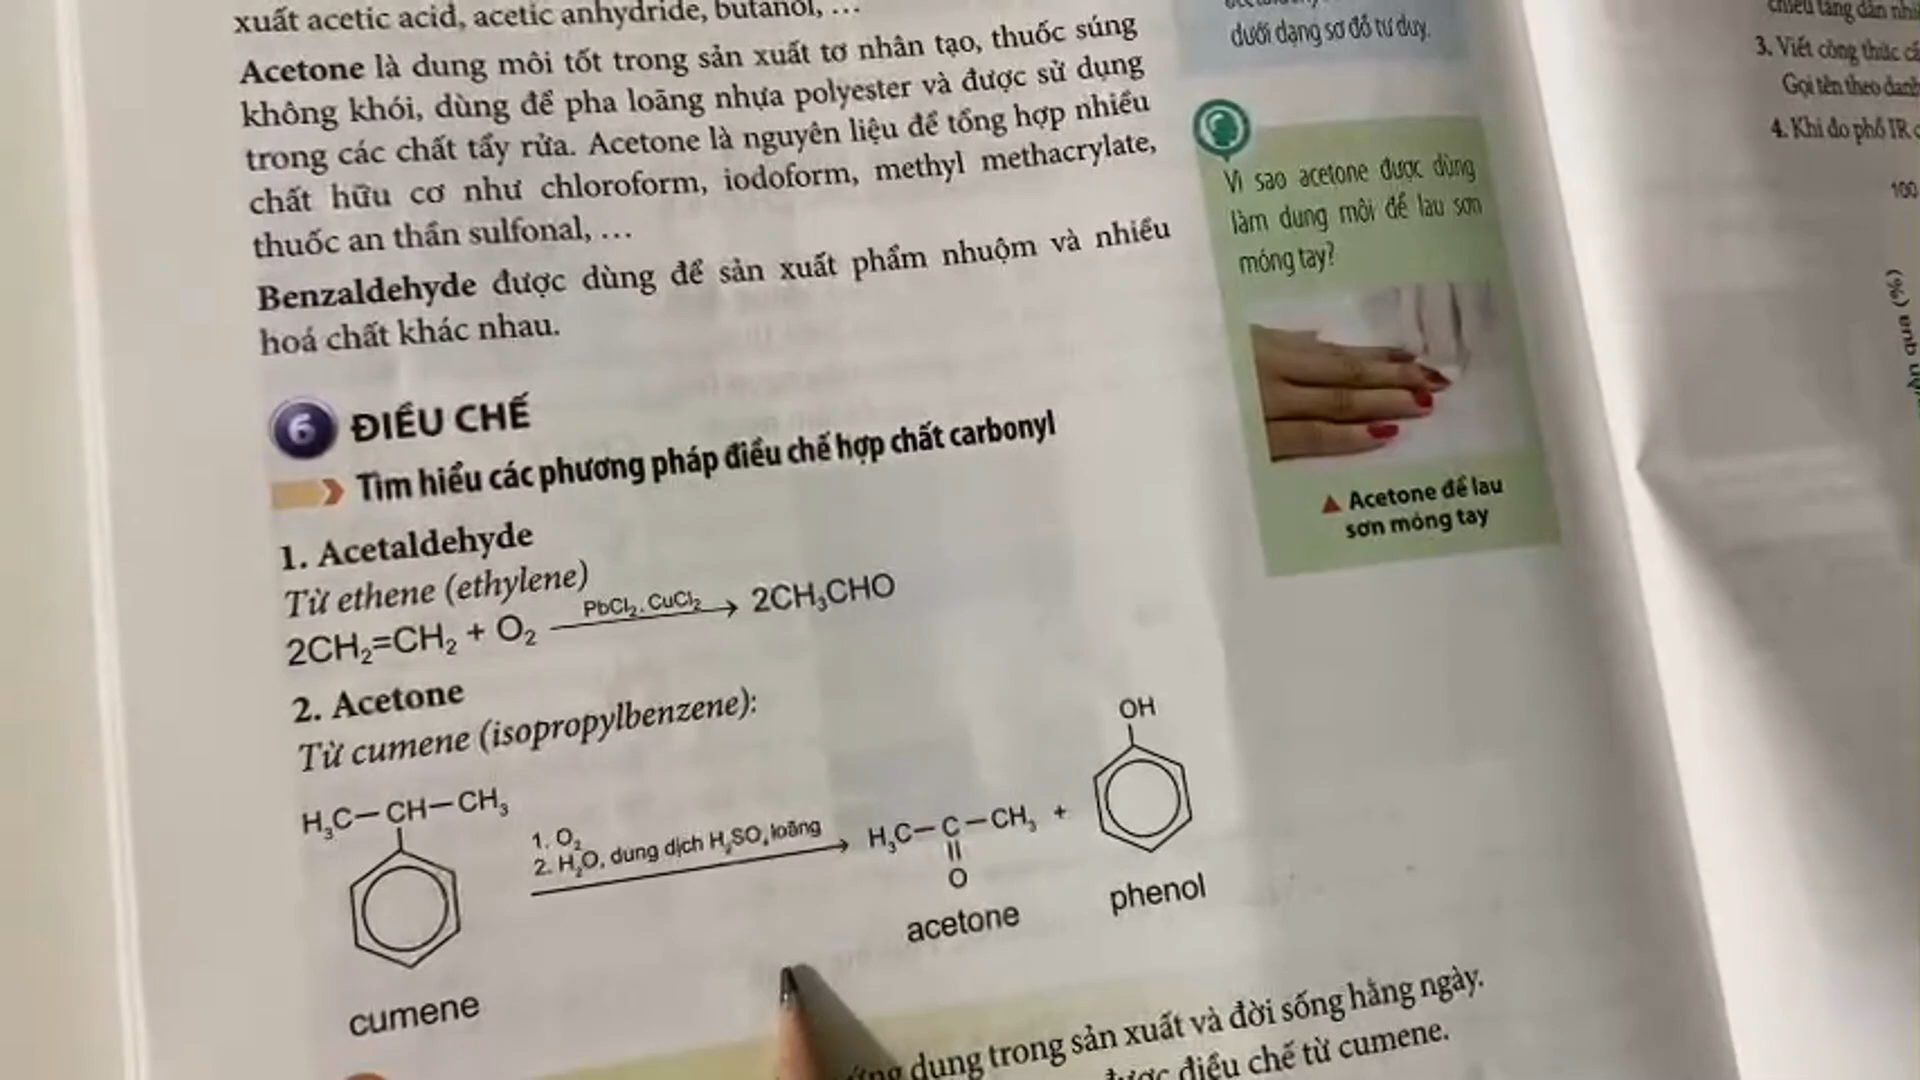 xuất acetic acid, acetic anhydride, butanol, …
Acetone là dung môi tốt trong sản xuất tơ nhân tạo, thuốc súng
không khói, dùng để pha loãng nhựa polyester và được sử dụng
trong các chất tẩy rửa. Acetone là nguyên liệu để tổng hợp nhiều
chất hữu cơ như chloroform, iodoform, methyl methacrylate,
thuốc an thần sulfonal, …
Benzaldehyde được dùng để sản xuất phẩm nhuộm và nhiều
hoá chất khác nhau.
6 ĐIỀU CHẾ
Tìm hiểu các phương pháp điều chế hợp chất carbonyl
1. Acetaldehyde
Từ ethene (ethylene)
2CH₂=CH₂ + O₂ PbCl₂, CuCl₂ → 2CH₃CHO
2. Acetone
Từ cumene (isopropylbenzene):
H₃C—CH—CH₃
1. O₂
2. H₂O, dung dịch H₂SO₄ loãng
→
H₃C—C—CH₃ +
O
OH
cumene
acetone
phenol
dụng trong sản xuất và đời sống hằng ngày.
được điều chế từ cumene.
dưới dạng sơ đồ tư duy.
Vì sao acetone được dùng
làm dung môi để lau sơn
móng tay?
▲ Acetone để lau
sơn móng tay
3. Viết công thức
Gọi tên theo danh
4. Khi đo phổ IR
100
(%)